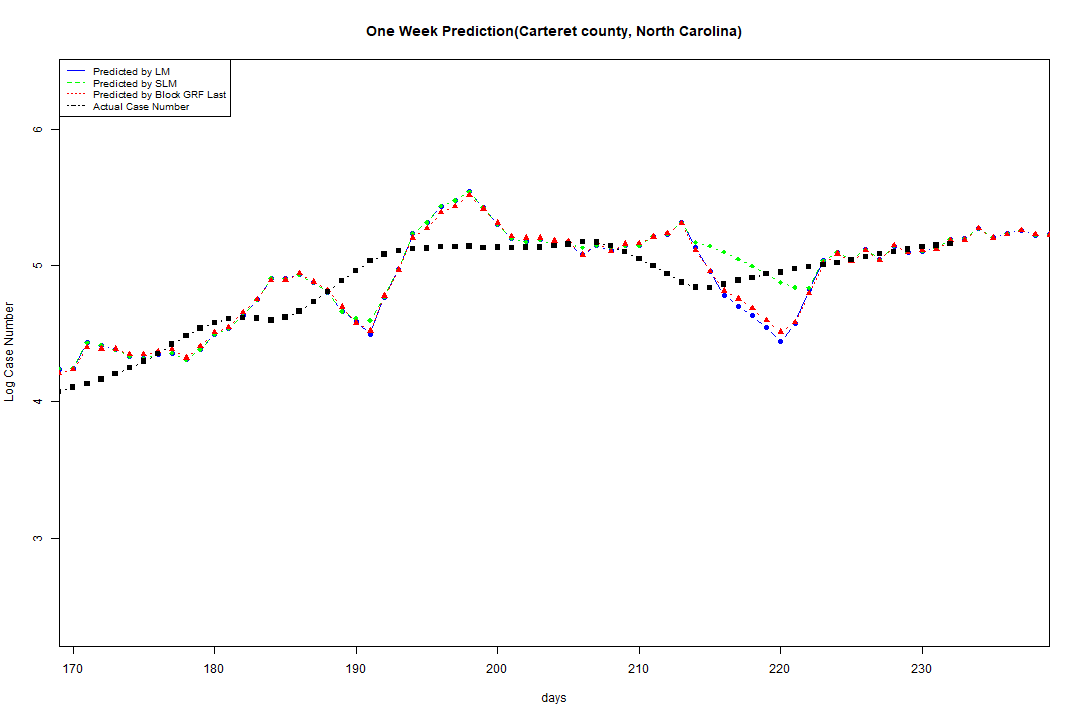 One Week Prediction(Carteret county, North Carolina)
Predicted by LM
Predicted by SLM
Predicted by Block GRF Last
Actual Case Number
6
5
4
3
Log Case Number
170 180 190 200 210 220 230
days